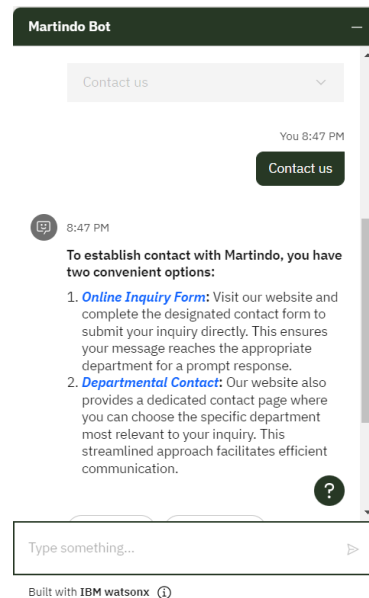 Martindo Bot
Contact us
You 8:47 PM
Contact us
8:47 PM
To establish contact with Martindo, you have
two convenient options:
1. Online Inquiry Form: Visit our website and
complete the designated contact form to
submit your inquiry directly. This ensures
your message reaches the appropriate
department for a prompt response.
2. Departmental Contact: Our website also
provides a dedicated contact page where
you can choose the specific department
most relevant to your inquiry. This
streamlined approach facilitates efficient
communication.
?
Type something...
Built with IBM watsonx